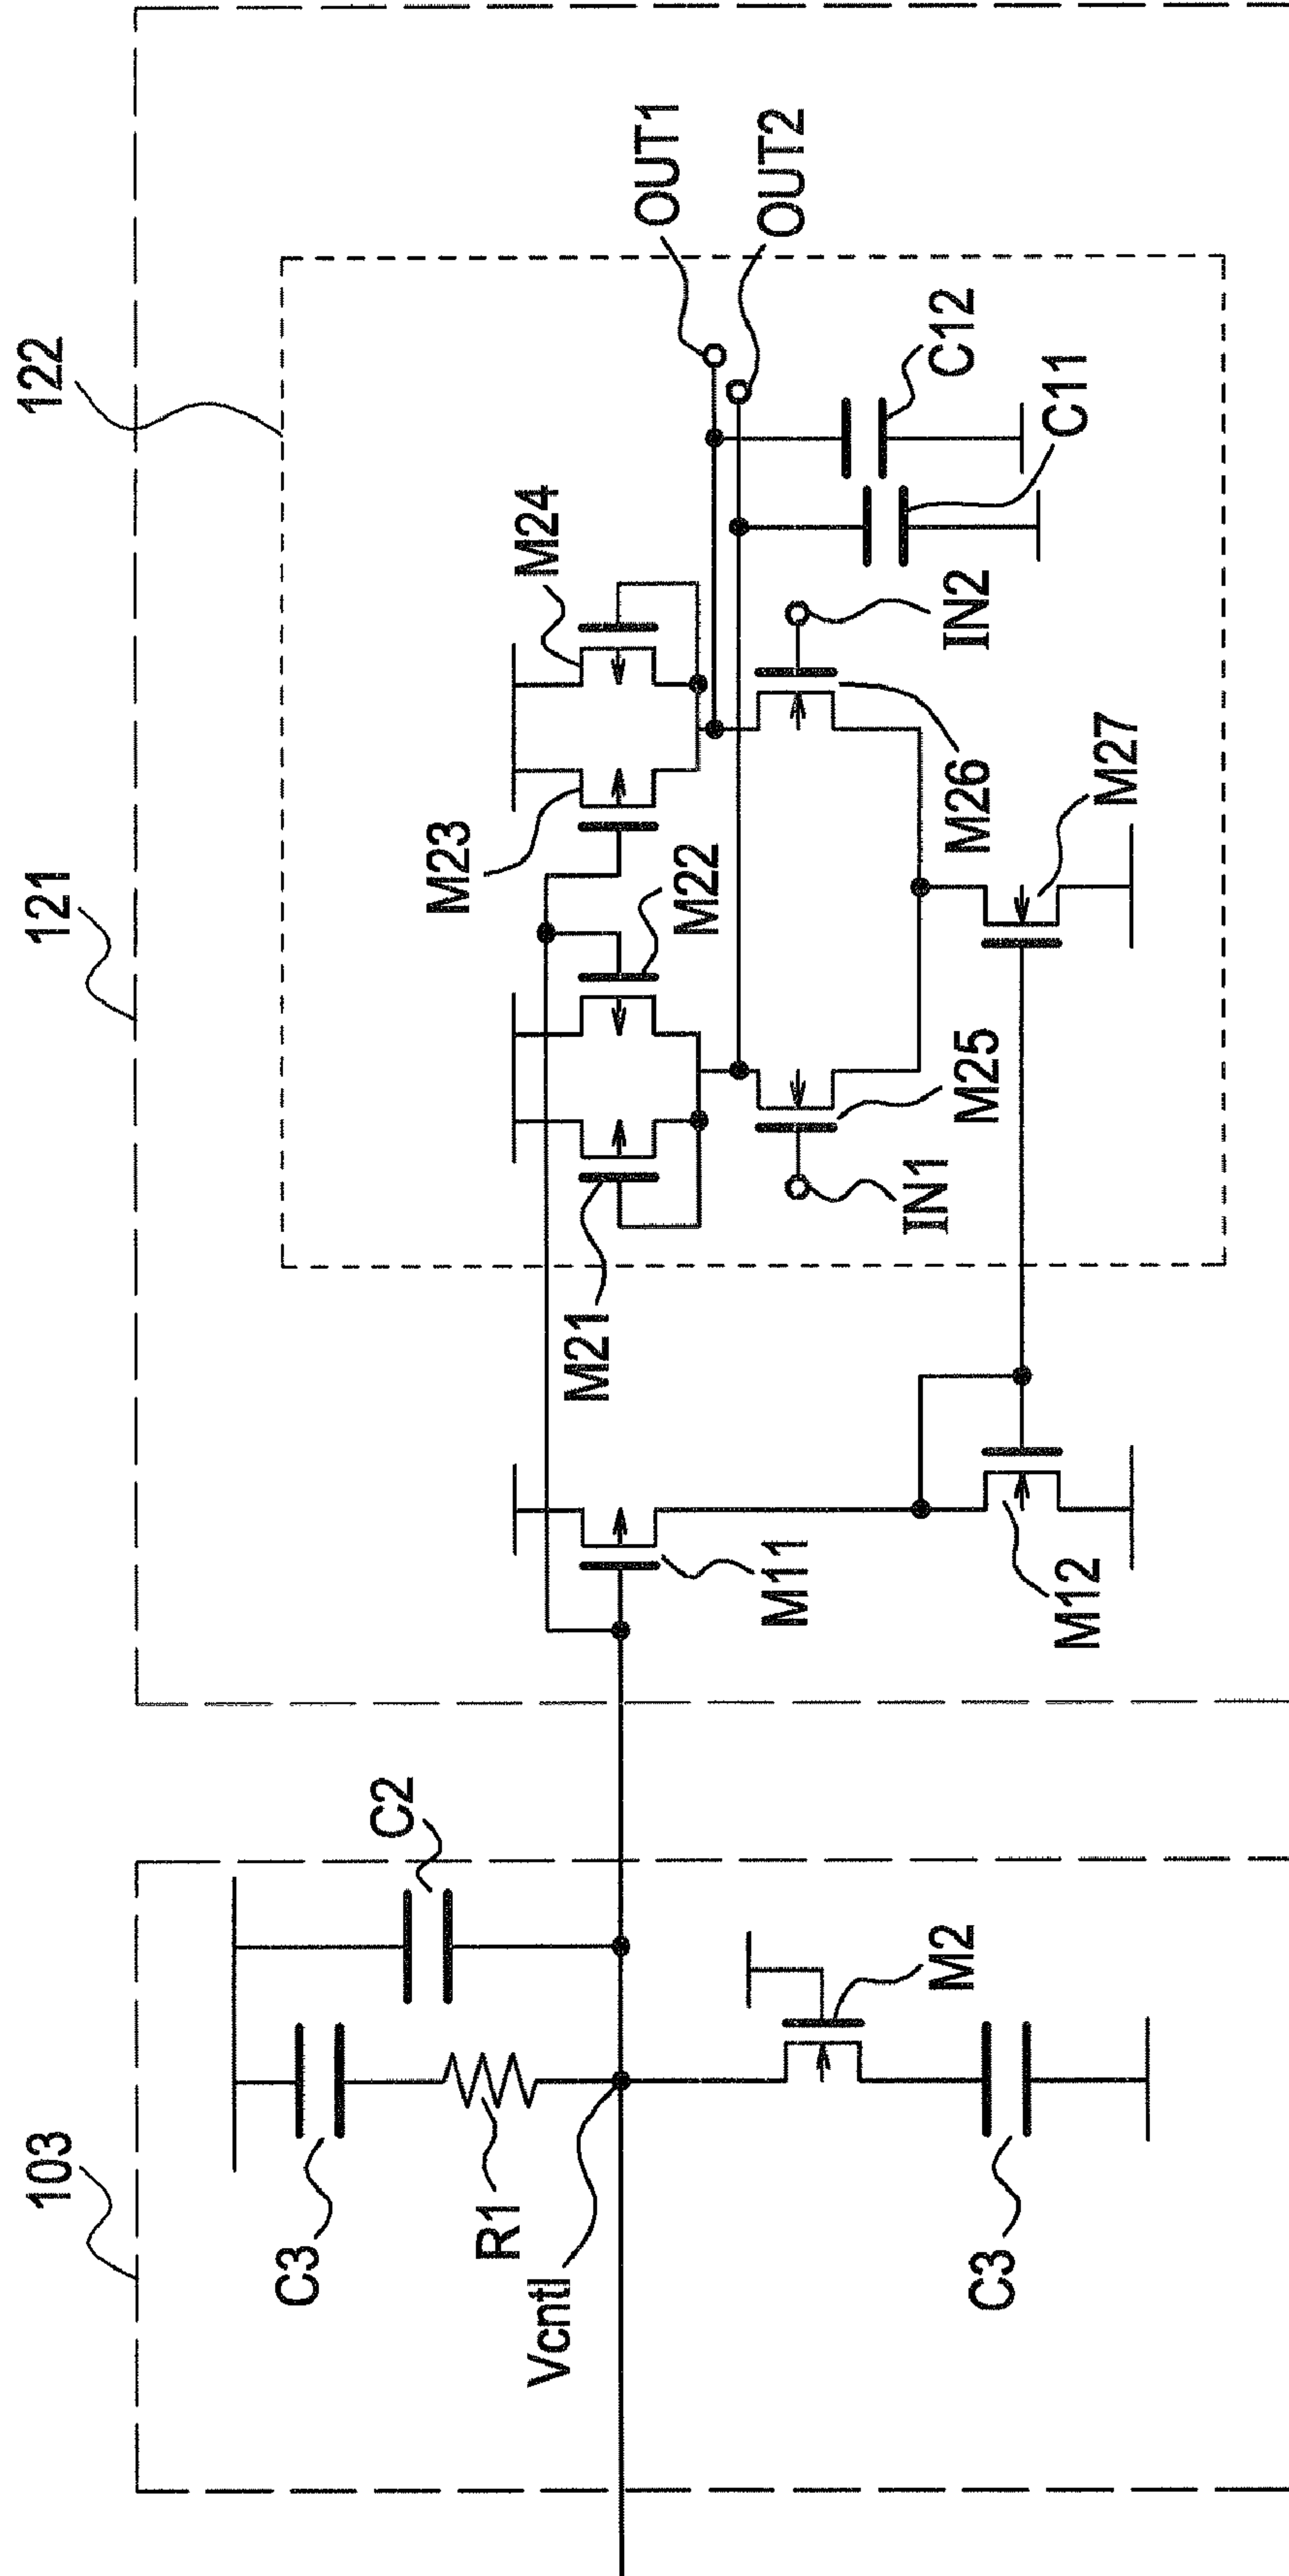 103
121
122
C3
C2
R1
Vcntl
M2
C3
M11
M12
M21
M22
M23
M24
IN1
M25
M26
IN2
M27
OUT1
OUT2
C12
C11